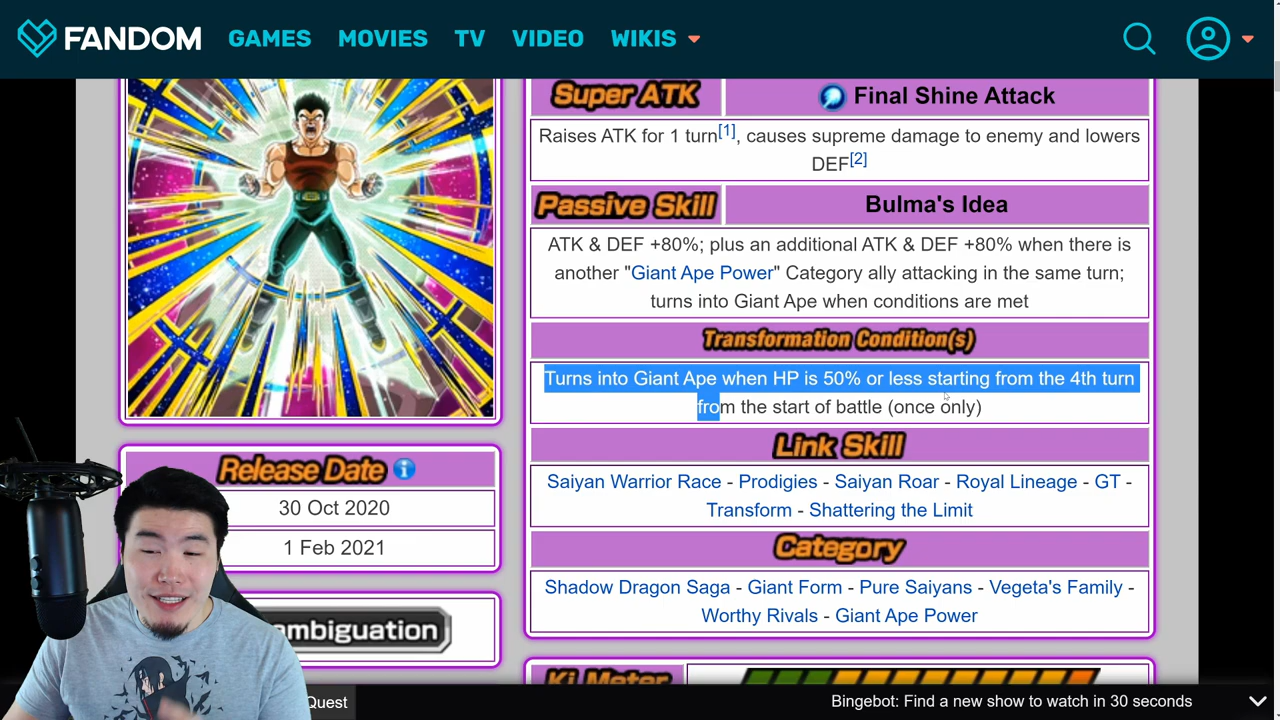 FANDOM GAMES MOVIES TV VIDEO WIKIS
Super ATK
Final Shine Attack
Raises ATK for 1 turn[1], causes supreme damage to enemy and lowers
DEF[2]
Passive Skill
Bulma's Idea
ATK & DEF +80%; plus an additional ATK & DEF +80% when there is
another "Giant Ape Power" Category ally attacking in the same turn;
turns into Giant Ape when conditions are met
Transformation Condition(s)
Turns into Giant Ape when HP is 50% or less starting from the 4th turn
from the start of battle (once only)
Link Skill
Saiyan Warrior Race - Prodigies - Saiyan Roar - Royal Lineage - GT -
Transform - Shattering the Limit
Category
Shadow Dragon Saga - Giant Form - Pure Saiyans - Vegeta's Family -
Worthy Rivals - Giant Ape Power
Ki Meter
Release Date
30 Oct 2020
1 Feb 2021
ambiguation
Quest
Bingebot: Find a new show to watch in 30 seconds